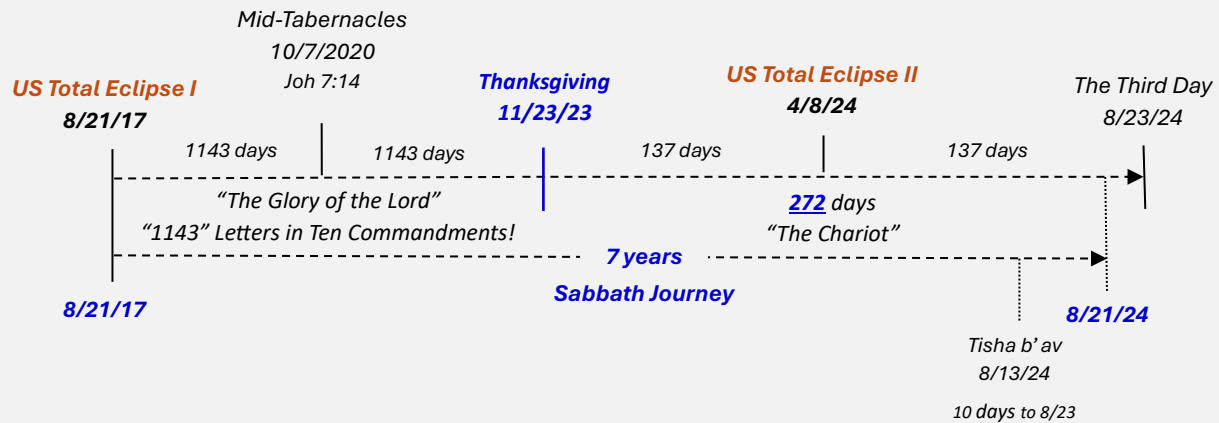 Mid-Tabernacles
10/7/2020
Joh 7:14
US Total Eclipse I
8/21/17
Thanksgiving
11/23/23
US Total Eclipse II
4/8/24
The Third Day
8/23/24
1143 days
1143 days
137 days
137 days
“The Glory of the Lord”
“1143” Letters in Ten Commandments!
272 days
“The Chariot”
7 years
Sabbath Journey
8/21/17
8/21/24
Tisha b’ av
8/13/24
10 days to 8/23